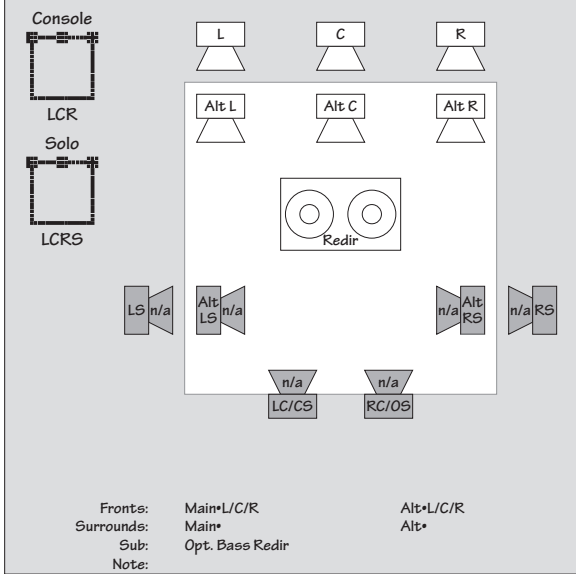 Console
L C R
LCR
Alt L Alt C Alt R
Solo
LCRS
Redir
LS n/a Alt LS n/a n/a Alt RS n/a RS
n/a n/a
LC/CS RC/OS
Fronts: Main•L/C/R Alt•L/C/R
Surrounds: Main• Alt•
Sub: Opt. Bass Redir
Note: